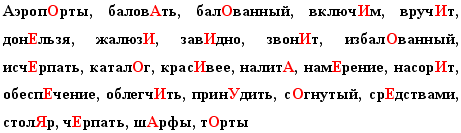 АэропОрты, баловАть, балОванный, включИм, вручИт,
донЕльзя, жалюзИ, завИдно, звонИт, избалОванный,
исчЕрпать, каталОг, красИвее, налитА, намЕрение, насорИт,
обеспЕчение, облегчИть, принУдить, сОгнутый, срЕдствами,
столЯр, чЕрпать, шАрфы, тОрты